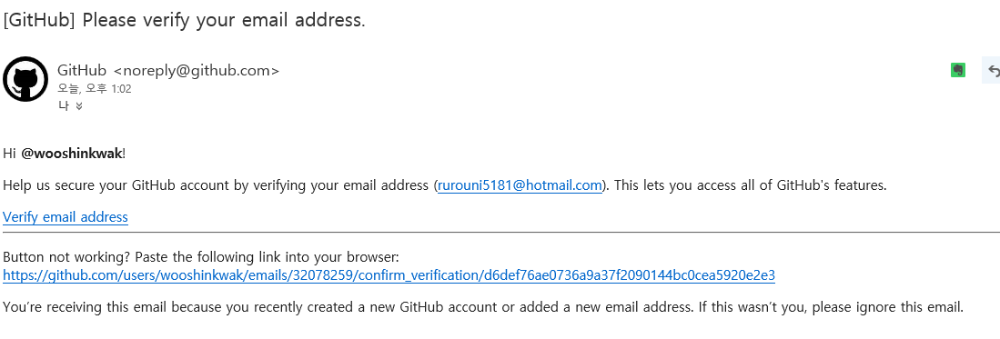 [GitHub] Please verify your email address.
GitHub <noreply@github.com>
오늘, 오후 1:02
나
Hi @wooshinkwak!
Help us secure your GitHub account by verifying your email address (rurouni5181@hotmail.com). This lets you access all of GitHub's features.
Verify email address
Button not working? Paste the following link into your browser:
https://github.com/users/wooshinkwak/emails/32078259/confirm_verification/d6def76ae0736a9a37f2090144bc0cea5920e2e3
You’re receiving this email because you recently created a new GitHub account or added a new email address. If this wasn’t you, please ignore this email.